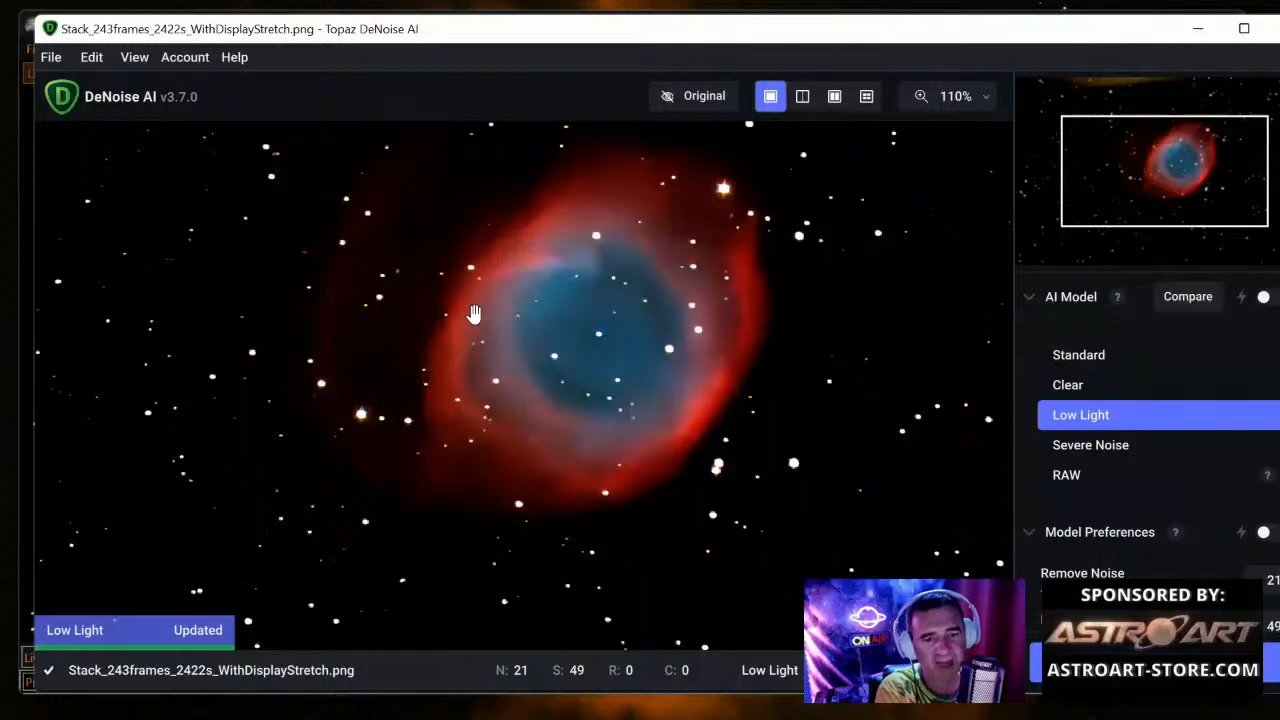 Stack_243frames_2422s_WithDisplayStretch.png - Topaz DeNoise AI
File Edit View Account Help
DeNoise AI v3.7.0
Original
110%
AI Model ? Compare
Standard
Clear
Low Light
Severe Noise
RAW ?
Model Preferences ?
Remove Noise 21
49
Low Light Updated
Stack_243frames_2422s_WithDisplayStretch.png N: 21 S: 49 R: 0 C: 0 Low Light
ON AIR
SPONSORED BY:
ASTROART
ASTROART-STORE.COM